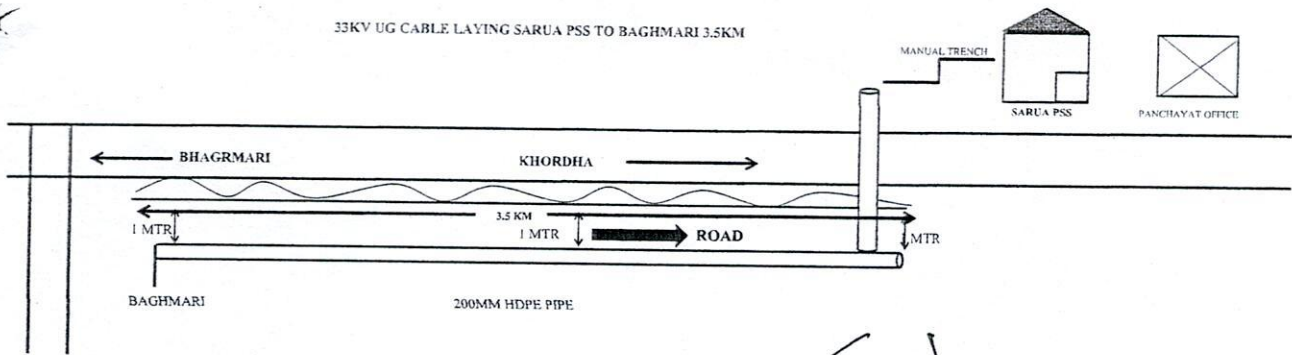 33KV UG CABLE LAYING SARUA PSS TO BAGHMARI 3.5KM
MANUAL TRENCH
SARUA PSS
PANCHAYAT OFFICE
BHAGRMARI
KHORDHA
3.5 KM
1 MTR
1 MTR
ROAD
MTR
BAGHMARI
200MM HDPE PIPE